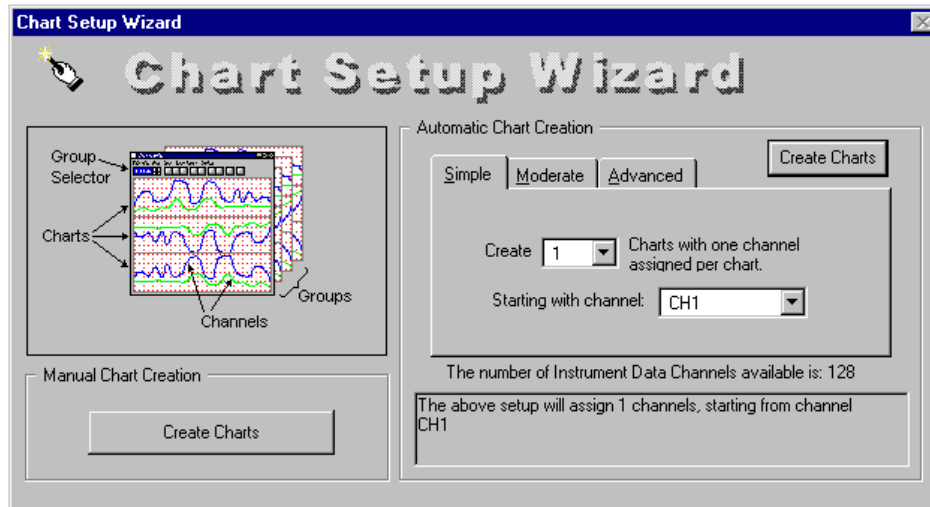 Chart Setup Wizard
Chart Setup Wizard
Group
Selector
Charts
Channels
Groups
Manual Chart Creation
Create Charts
Automatic Chart Creation
Create Charts
Simple
Moderate
Advanced
Create
1
Charts with one channel
assigned per chart.
Starting with channel:
CH1
The number of Instrument Data Channels available is: 128
The above setup will assign 1 channels, starting from channel
CH1